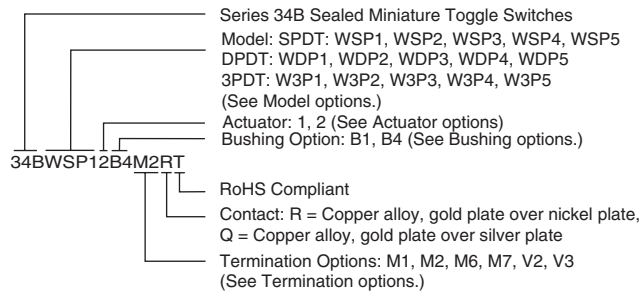 Series 34B Sealed Miniature Toggle Switches
Model: SPDT: WSP1, WSP2, WSP3, WSP4, WSP5
DPDT: WDP1, WDP2, WDP3, WDP4, WDP5
3PDT: W3P1, W3P2, W3P3, W3P4, W3P5
(See Model options.)
Actuator: 1, 2 (See Actuator options)
Bushing Option: B1, B4 (See Bushing options.)
34BWSP12B4M2RT
RoHS Compliant
Contact: R = Copper alloy, gold plate over nickel plate,
Q = Copper alloy, gold plate over silver plate
Termination Options: M1, M2, M6, M7, V2, V3
(See Termination options.)